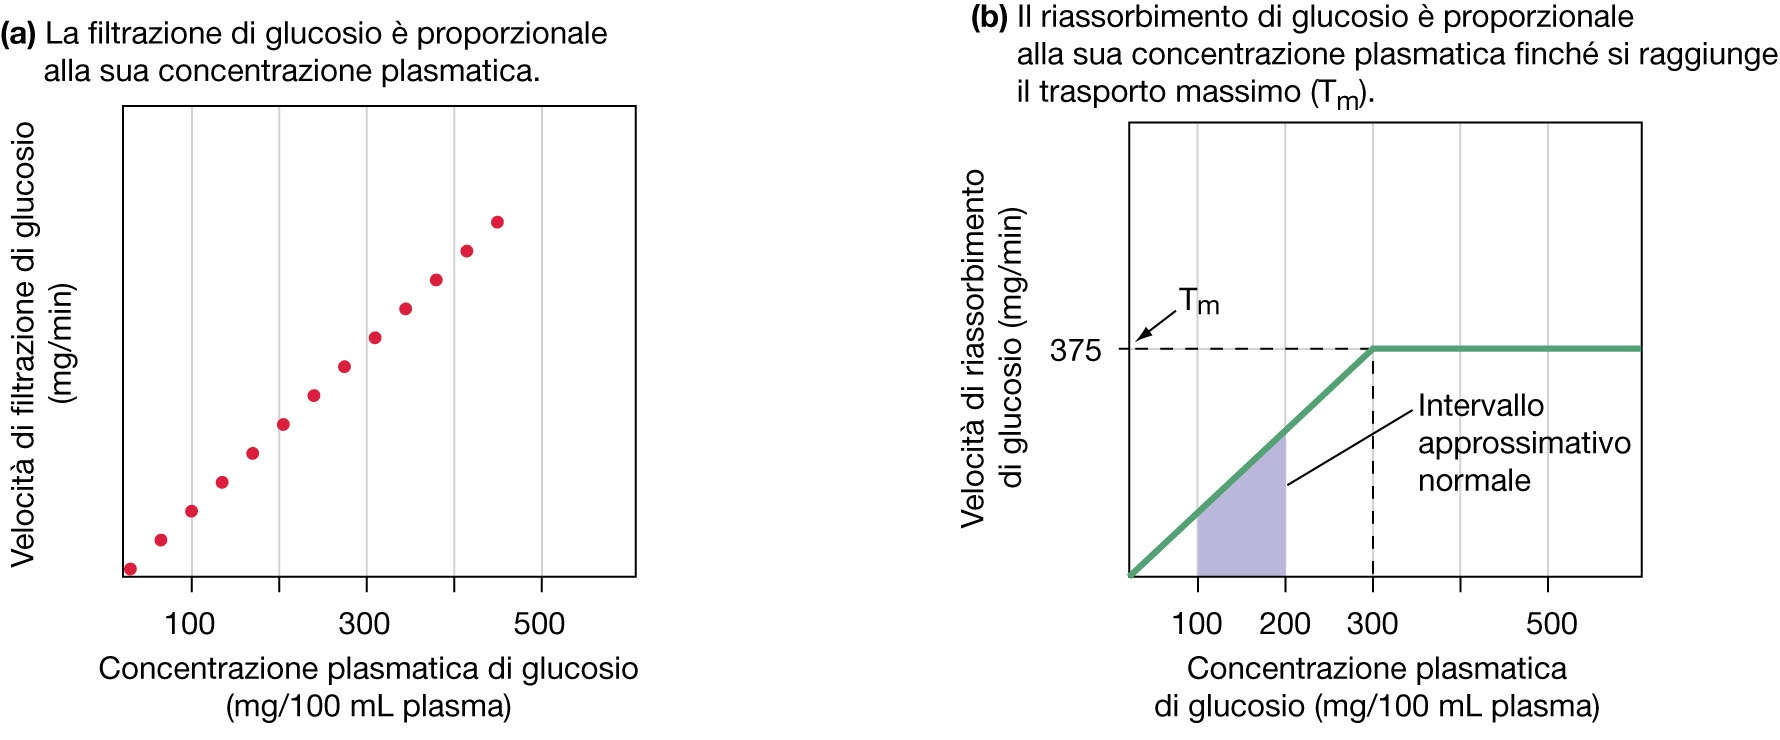 (a) La filtrazione di glucosio è proporzionale
alla sua concentrazione plasmatica.
Velocità di filtrazione di glucosio
(mg/min)
100 300 500
Concentrazione plasmatica di glucosio
(mg/100 mL plasma)
(b) Il riassorbimento di glucosio è proporzionale
alla sua concentrazione plasmatica finché si raggiunge
il trasporto massimo (Tm).
Velocità di riassorbimento
di glucosio (mg/min)
Tm
375
Intervallo
approssimativo
normale
100 200 300 500
Concentrazione plasmatica
di glucosio (mg/100 mL plasma)